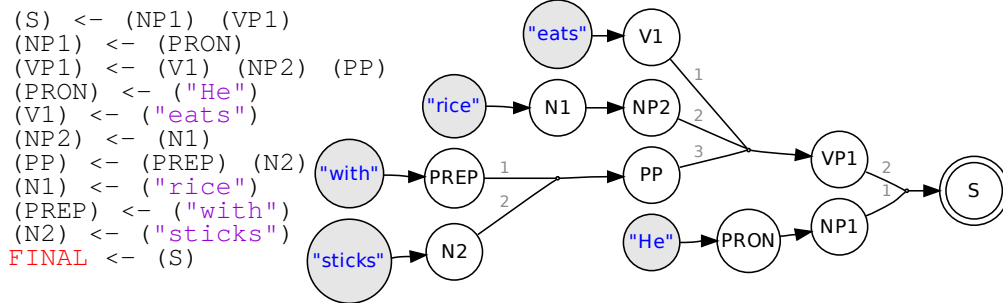 (S) <- (NP1) (VP1)
(NP1) <- (PRON)
(VP1) <- (V1) (NP2) (PP)
(PRON) <- ("He")
(V1) <- ("eats")
(NP2) <- (N1)
(PP) <- (PREP) (N2)
(N1) <- ("rice")
(PREP) <- ("with")
(N2) <- ("sticks")
FINAL <- (S)
"eats" V1
1
"rice" N1 NP2
2
3
"with" PREP
1
2
PP
VP1
2
1
S
"sticks" N2
"He" PRON NP1